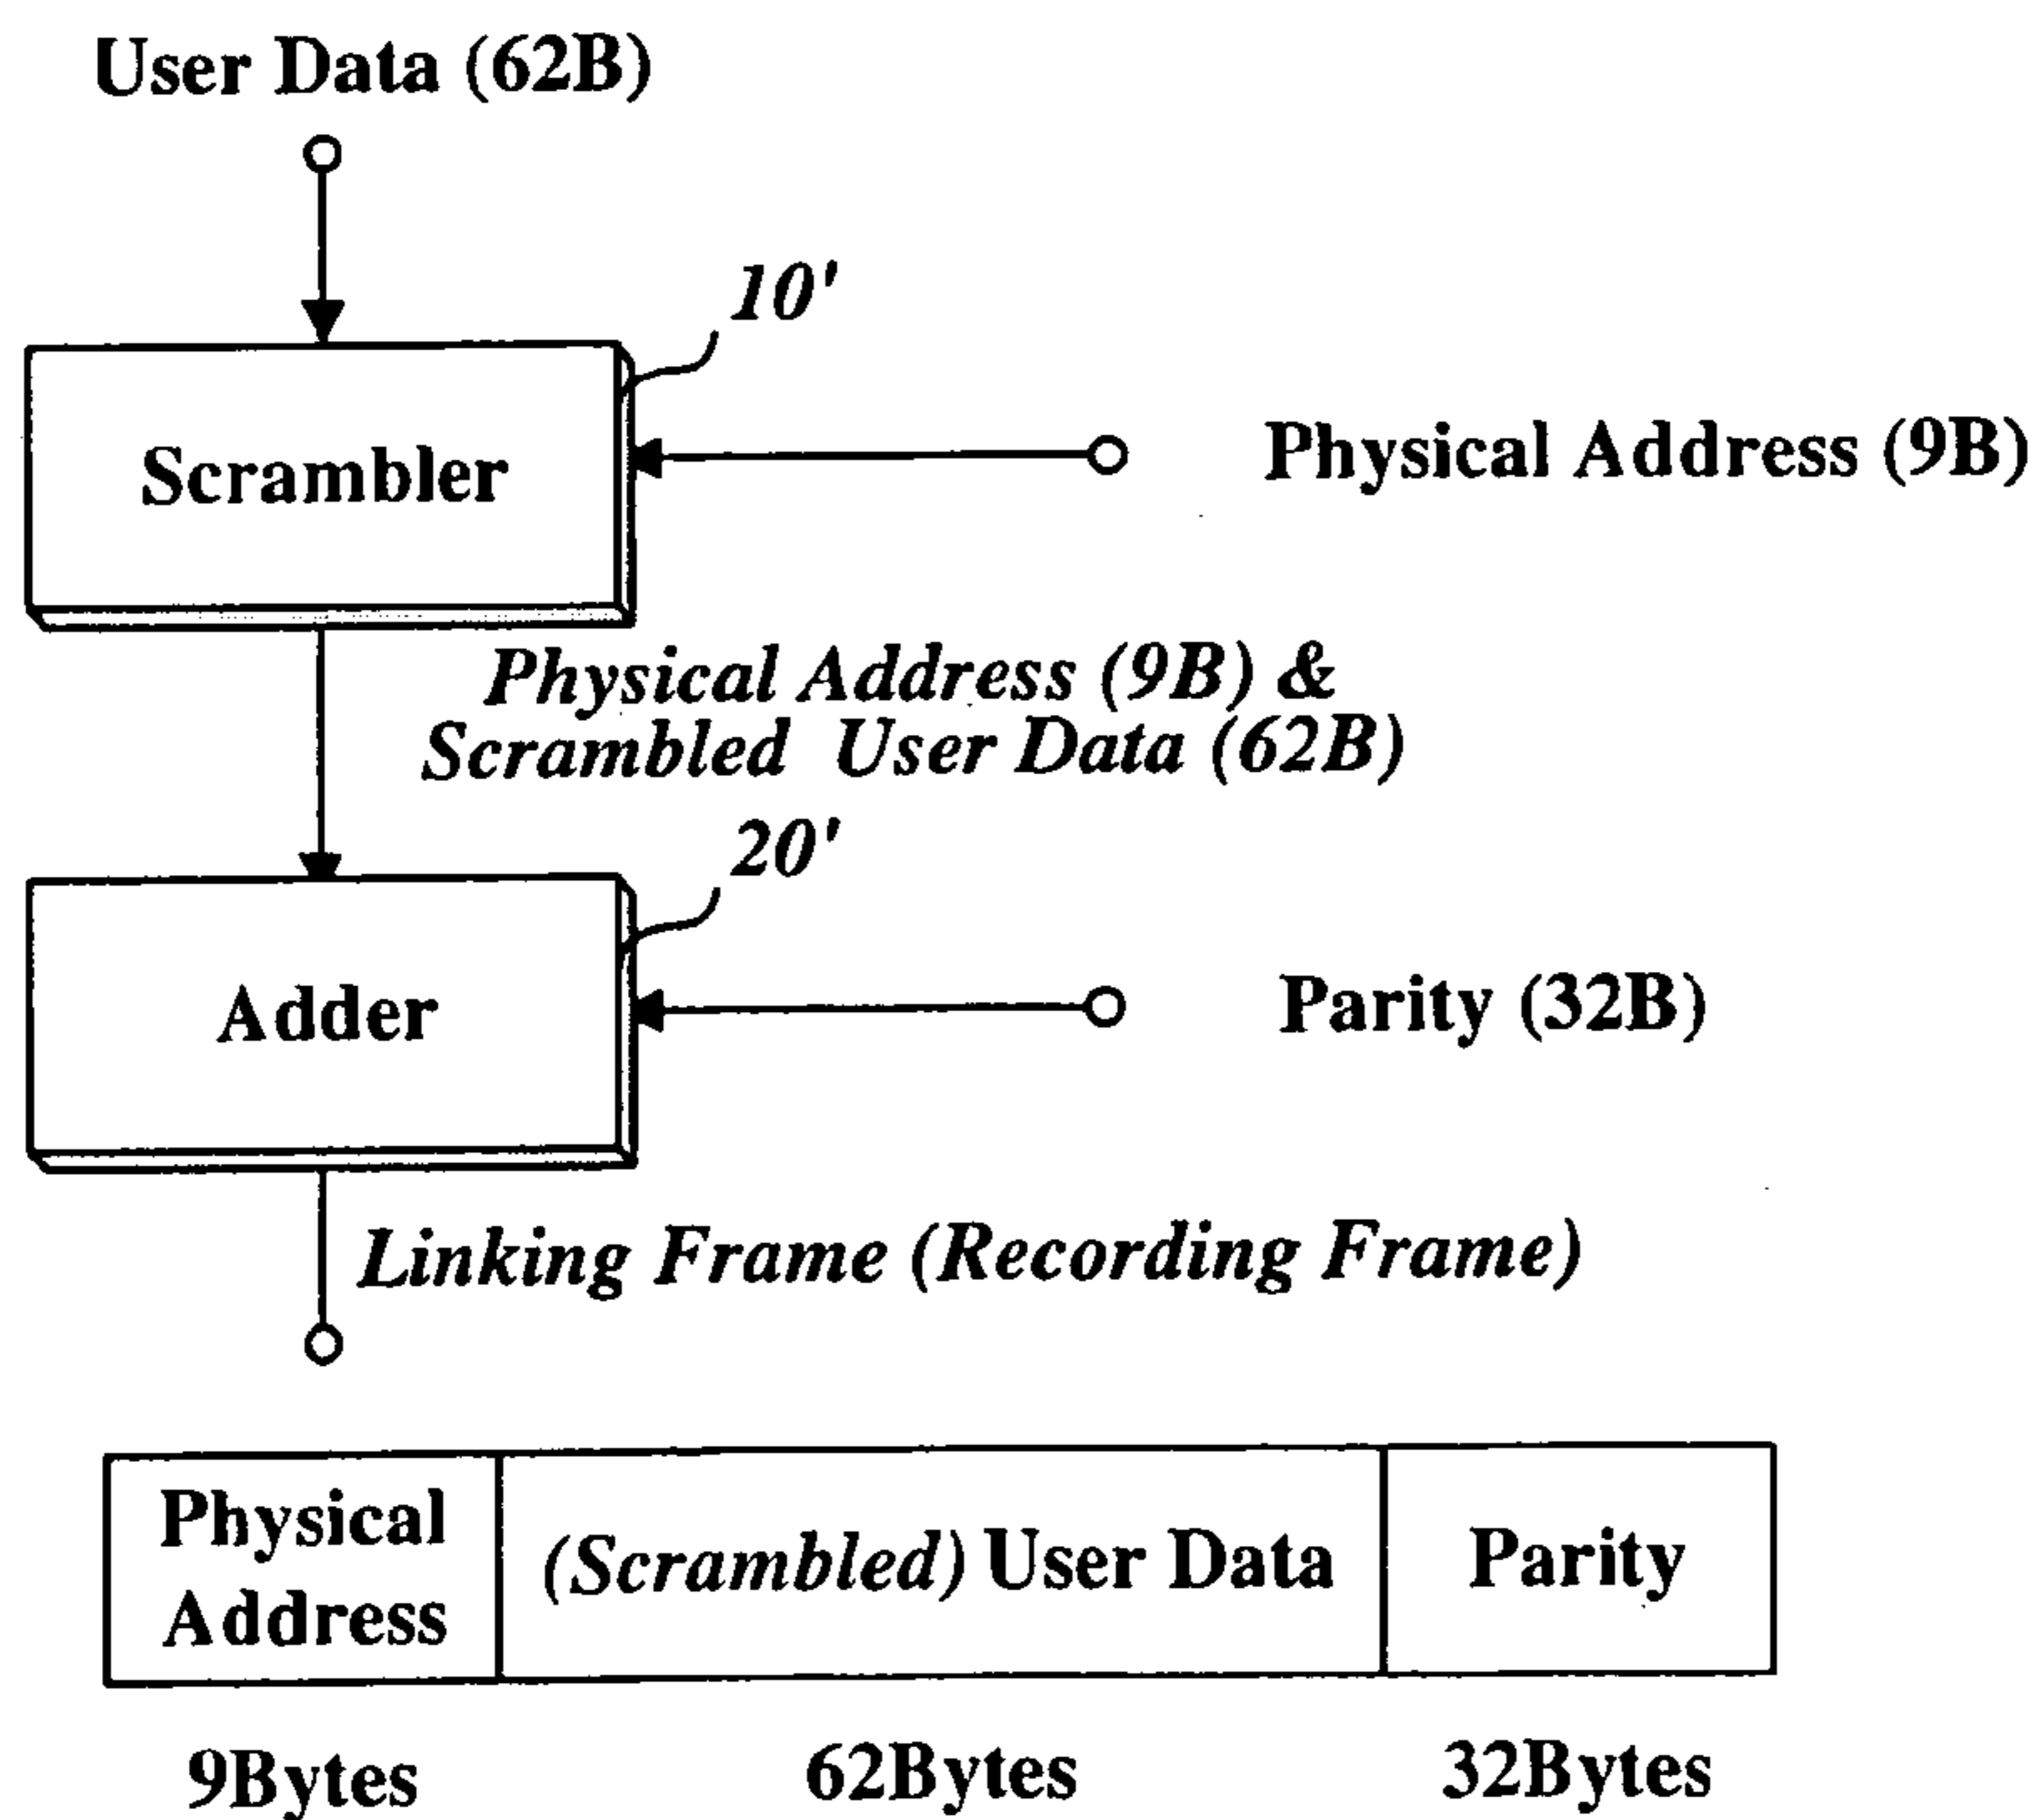 User Data (62B)
10'
Scrambler
Physical Address (9B)
Physical Address (9B) &
Scrambled User Data (62B)
20'
Adder
Parity (32B)
Linking Frame (Recording Frame)
Physical
Address
(Scrambled) User Data
Parity
9Bytes
62Bytes
32Bytes